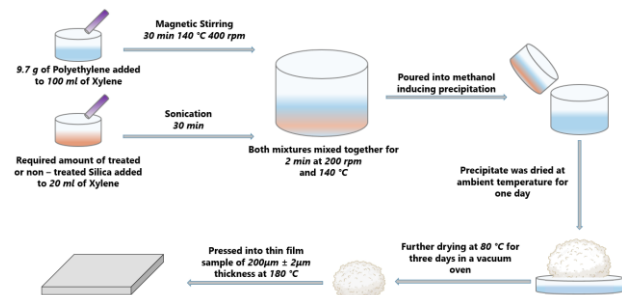 Magnetic Stirring
30 min 140 °C 400 rpm
9.7 g of Polyethylene added
to 100 ml of Xylene
Sonication
30 min
Required amount of treated
or non – treated Silica added
to 20 ml of Xylene
Both mixtures mixed together for
2 min at 200 rpm
and 140 °C
Poured into methanol
inducing precipitation
Precipitate was dried at
ambient temperature for
one day
Further drying at 80 °C for
three days in a vacuum
oven
Pressed into thin film
sample of 200μm ± 2μm
thickness at 180 °C